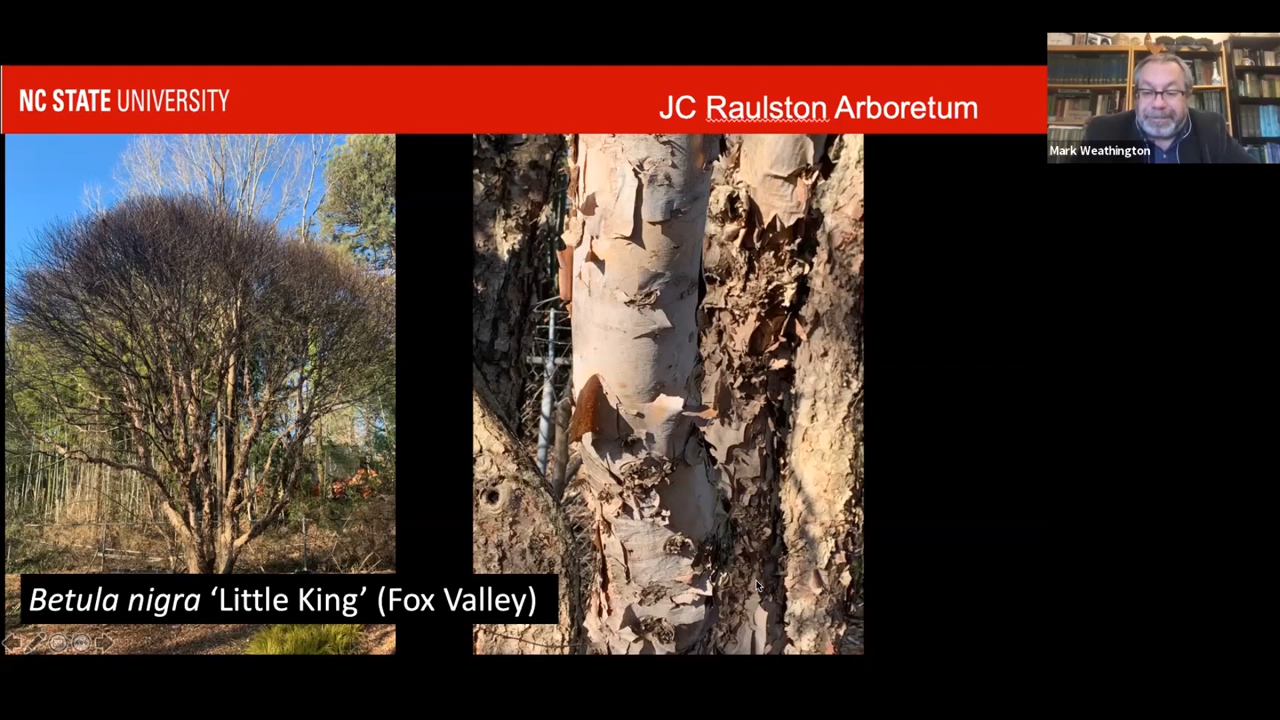 NC STATE UNIVERSITY
JC Raulston Arboretum
Mark Weathington
Betula nigra ‘Little King’ (Fox Valley)